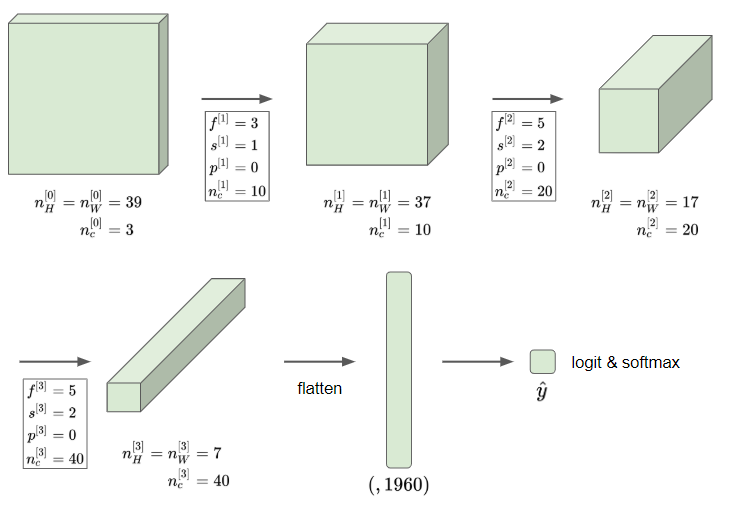 f^{[1]} = 3
s^{[1]} = 1
p^{[1]} = 0
n_c^{[1]} = 10
f^{[2]} = 5
s^{[2]} = 2
p^{[2]} = 0
n_c^{[2]} = 20
n_H^{[0]} = n_W^{[0]} = 39
n_c^{[0]} = 3
n_H^{[1]} = n_W^{[1]} = 37
n_c^{[1]} = 10
n_H^{[2]} = n_W^{[2]} = 17
n_c^{[2]} = 20
f^{[3]} = 5
s^{[3]} = 2
p^{[3]} = 0
n_c^{[3]} = 40
n_H^{[3]} = n_W^{[3]} = 7
n_c^{[3]} = 40
flatten
(, 1960)
logit & softmax
ŷ